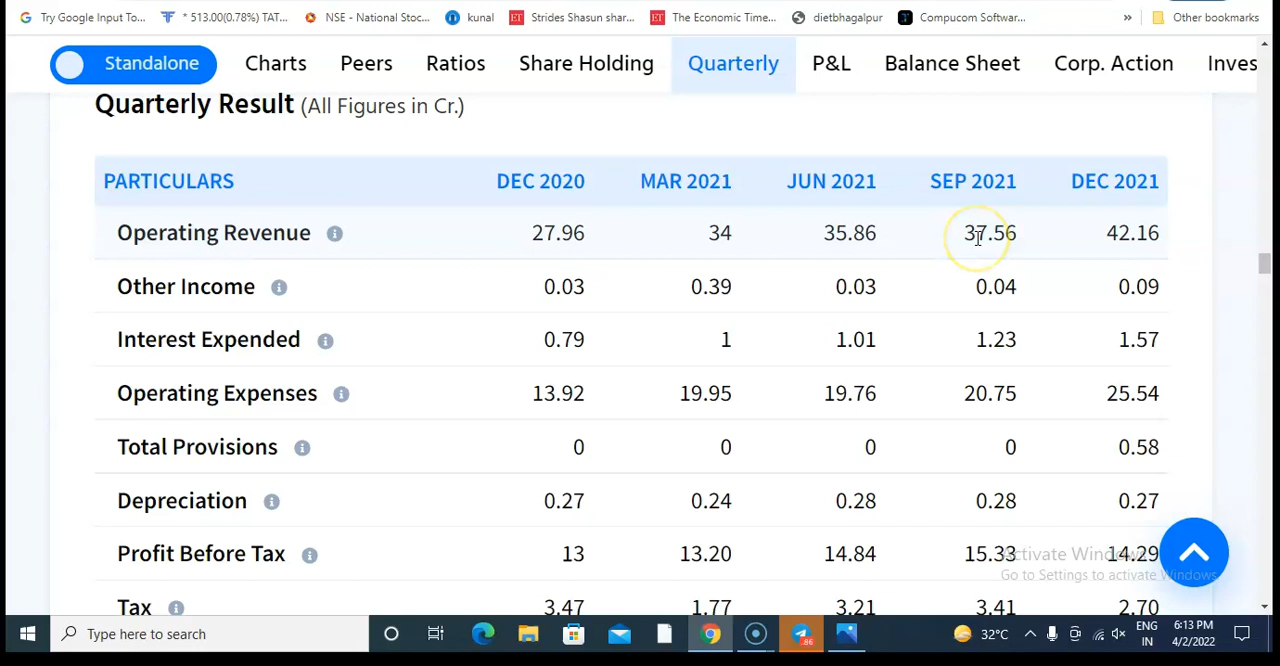 Try Google Input To... * 513.00(0.78%) TAT... NSE - National Stoc... kunal Strides Shasun shar... The Economic Time... dietbhagalpur Compucom Softwar... » Other bookmarks
Standalone Charts Peers Ratios Share Holding Quarterly P&L Balance Sheet Corp. Action Inves
Quarterly Result (All Figures in Cr.)
PARTICULARS DEC 2020 MAR 2021 JUN 2021 SEP 2021 DEC 2021
Operating Revenue 27.96 34 35.86 37.56 42.16
Other Income 0.03 0.39 0.03 0.04 0.09
Interest Expended 0.79 1 1.01 1.23 1.57
Operating Expenses 13.92 19.95 19.76 20.75 25.54
Total Provisions 0 0 0 0 0.58
Depreciation 0.27 0.24 0.28 0.28 0.27
Profit Before Tax 13 13.20 14.84 15.33 14.29
Activate Windows
Go to Settings to activate Windows.
Tax 3.47 1.77 3.21 3.41 2.70
Type here to search 86 32°C ENG IN 6:13 PM 4/2/2022